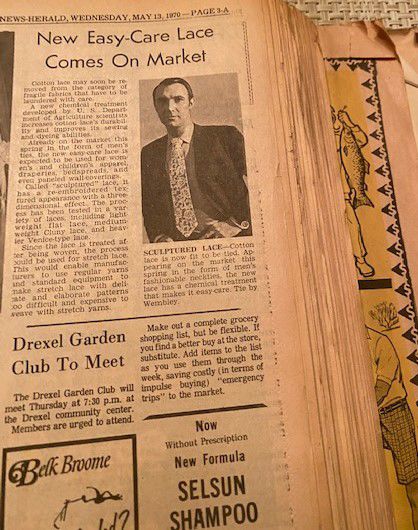 NEWS-HERALD, WEDNESDAY, MAY 13, 1970 — PAGE 3-A
New Easy-Care Lace
Comes On Market
Cotton lace may soon be re-
moved from the category of
fragile fabrics that have to be
laundered with care.
A new chemical treatment
developed by U. S. Depart-
ment of Agriculture scientists
increases cotton lace's durabil-
ity and improves its sewing
and dyeing abilities.
Already on the market this
spring in the form of men's
ties, the new easy-care lace is
expected to be used for wom-
en's and children's apparel,
draperies, bedspreads, and
even paneled wall-coverings.
Called "sculptured" lace, it
has a re-embroidered tex-
tured appearance with a three-
dimensional effect. The proc-
ess has been tested in a var-
iety of laces, including light-
weight flat lace, medium-
weight Cluny lace, and heav-
ier Venice-type lace.
Since the lace is treated af-
ter being woven, the process
could be used for stretch lace.
This would enable manufac-
turers to use regular yarns
and standard equipment to
make stretch lace with deli-
cate and elaborate patterns
too difficult and expensive to
weave with stretch yarns.
SCULPTURED LACE—Cotton
lace is now fit to be tied. Ap-
pearing on the market this
spring in the form of men's
fashionable neckties, the new
lace has a chemical treatment
that makes it easy-care. Tie by
Wembley.
Drexel Garden
Club To Meet
The Drexel Garden Club will
meet Thursday at 7:30 p.m. at
the Drexel community center.
Members are urged to attend.
Make out a complete grocery
shopping list, but be flexible. If
you find a better buy at the store,
substitute. Add items to the list
as you use them through the
week, saving costly (in terms of
impulse buying) "emergency
trips" to the market.
Belk Broome
Now
Without Prescription
New Formula
SELSUN
SHAMPOO